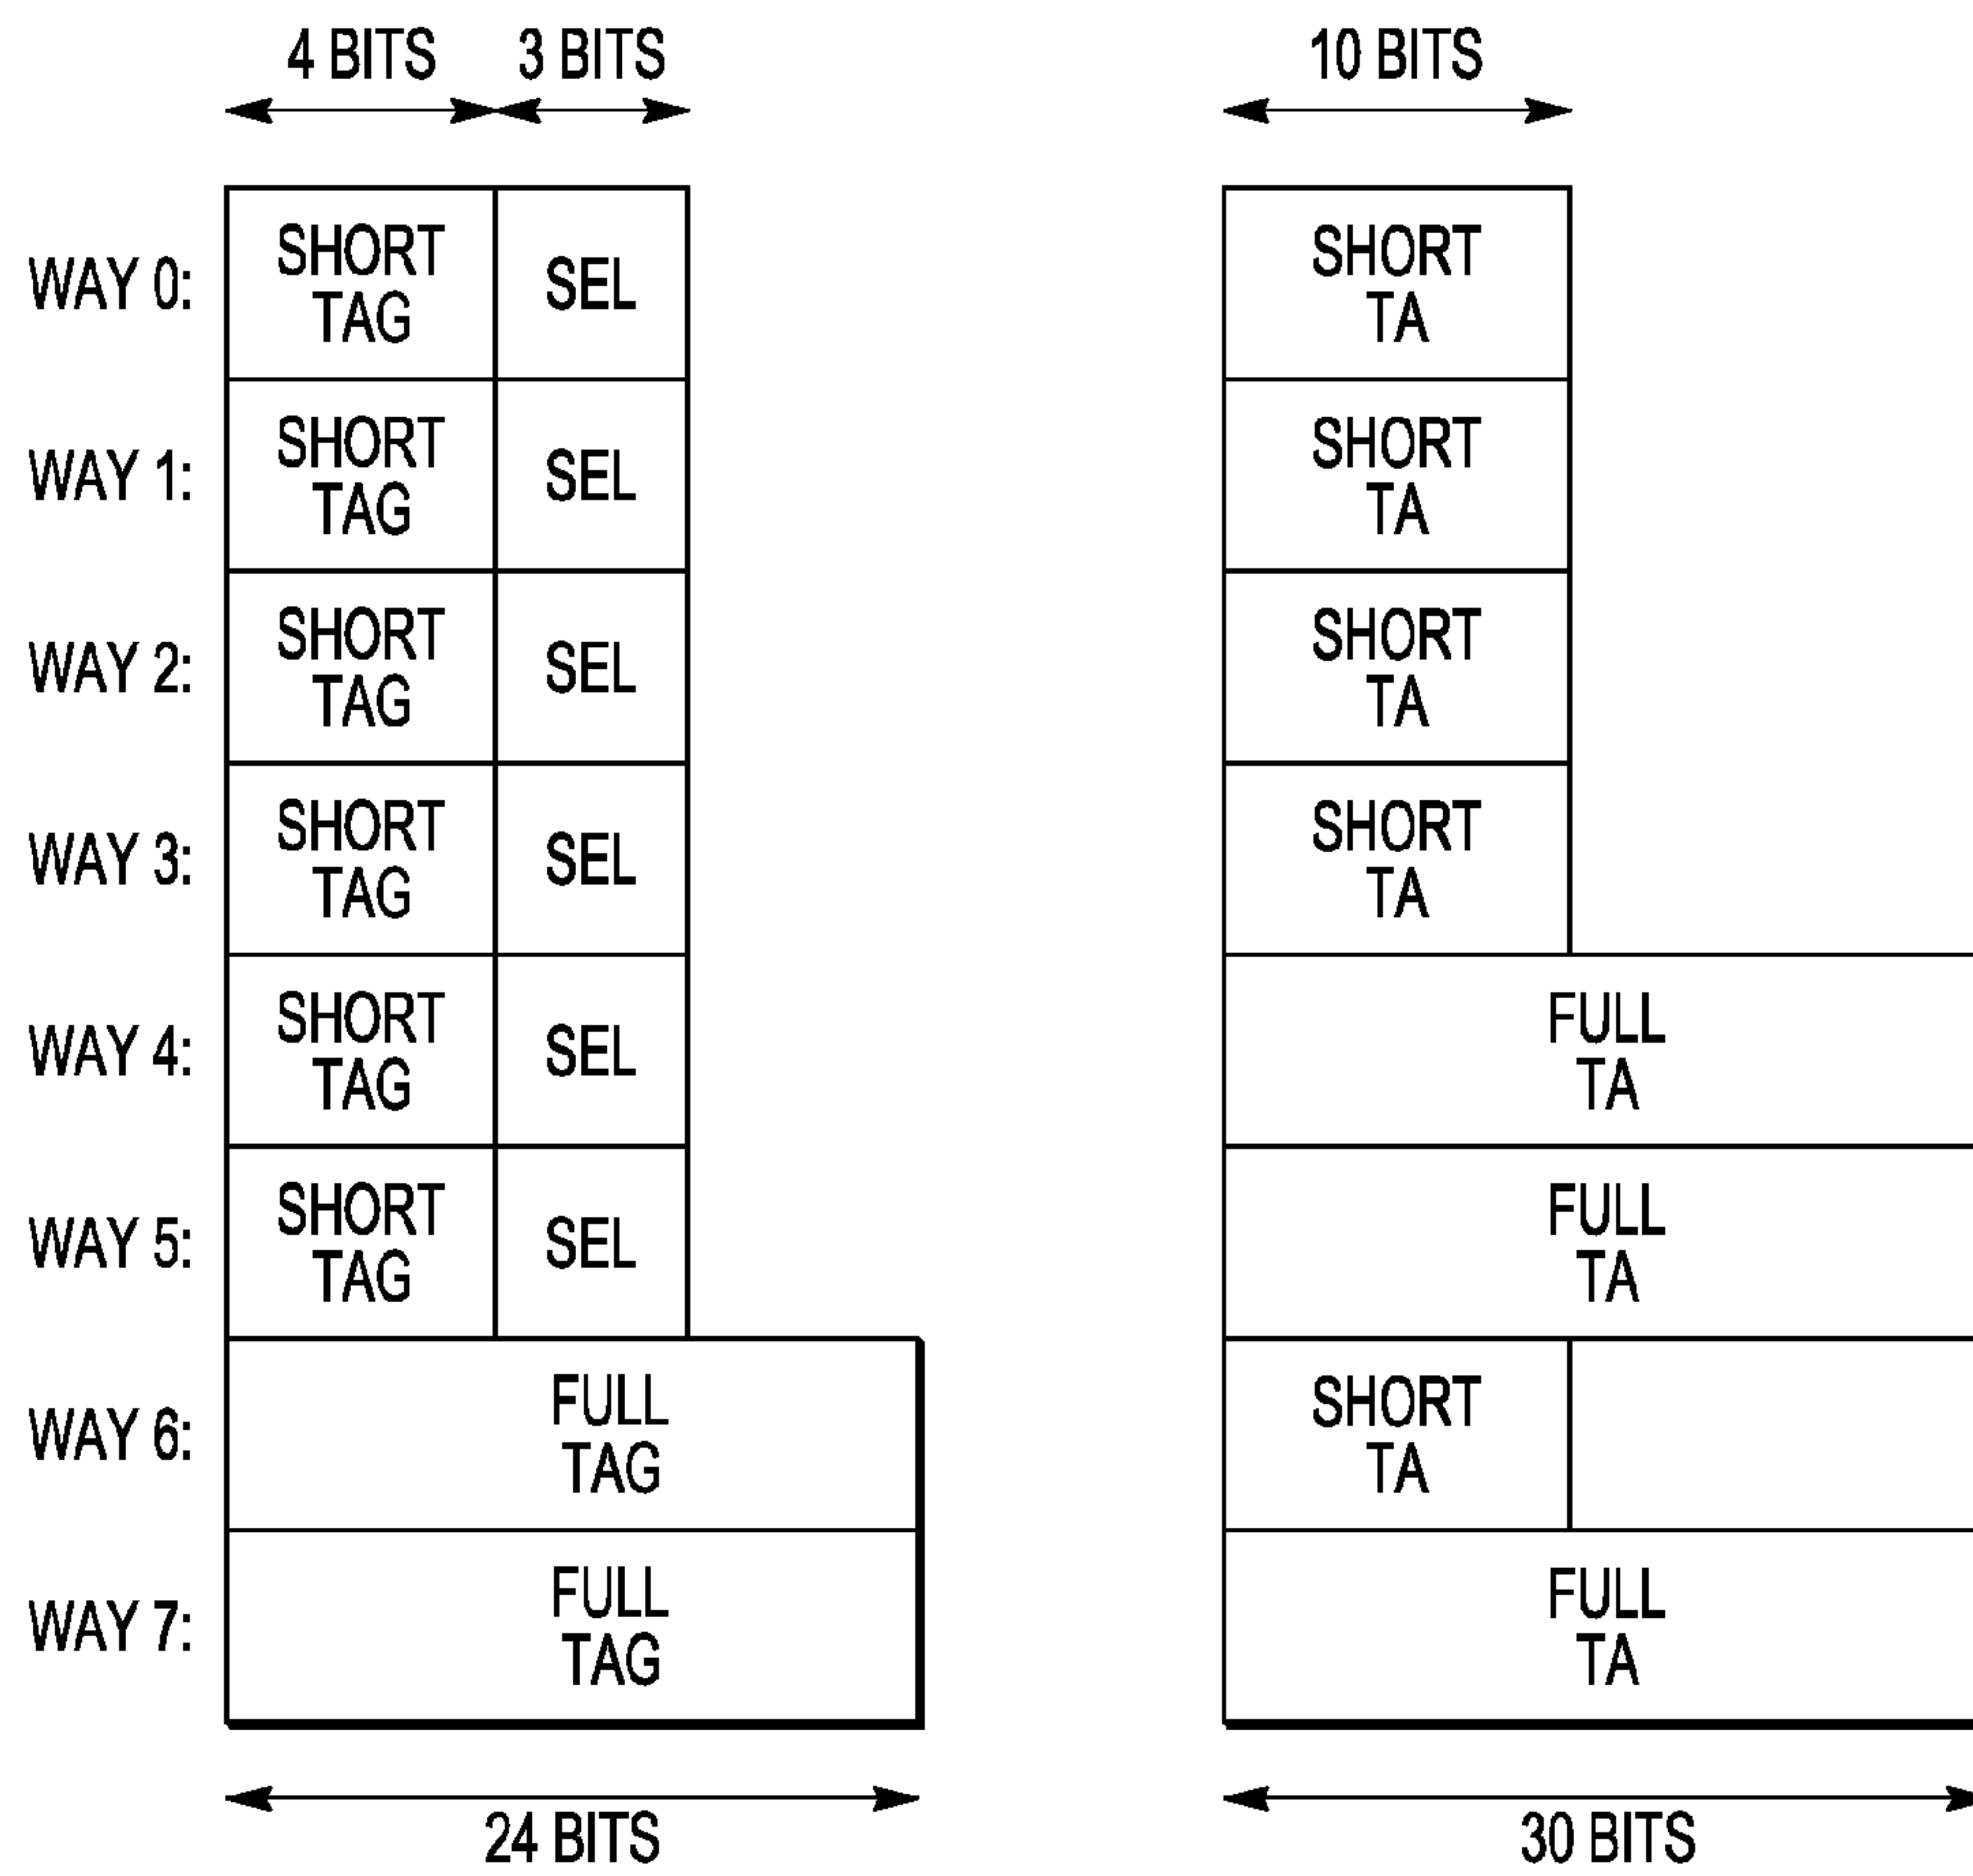 4 BITS 3 BITS 10 BITS
SHORT SHORT
WAY 0: TAG SEL TA
SHORT SHORT
WAY 1: TAG SEL TA
SHORT SHORT
WAY 2: TAG SEL TA
SHORT SHORT
WAY 3: TAG SEL TA
SHORT FULL
WAY 4: TAG SEL TA
SHORT FULL
WAY 5: TAG SEL TA
FULL SHORT
WAY 6: TAG TA
FULL FULL
WAY 7: TAG TA
24 BITS 30 BITS